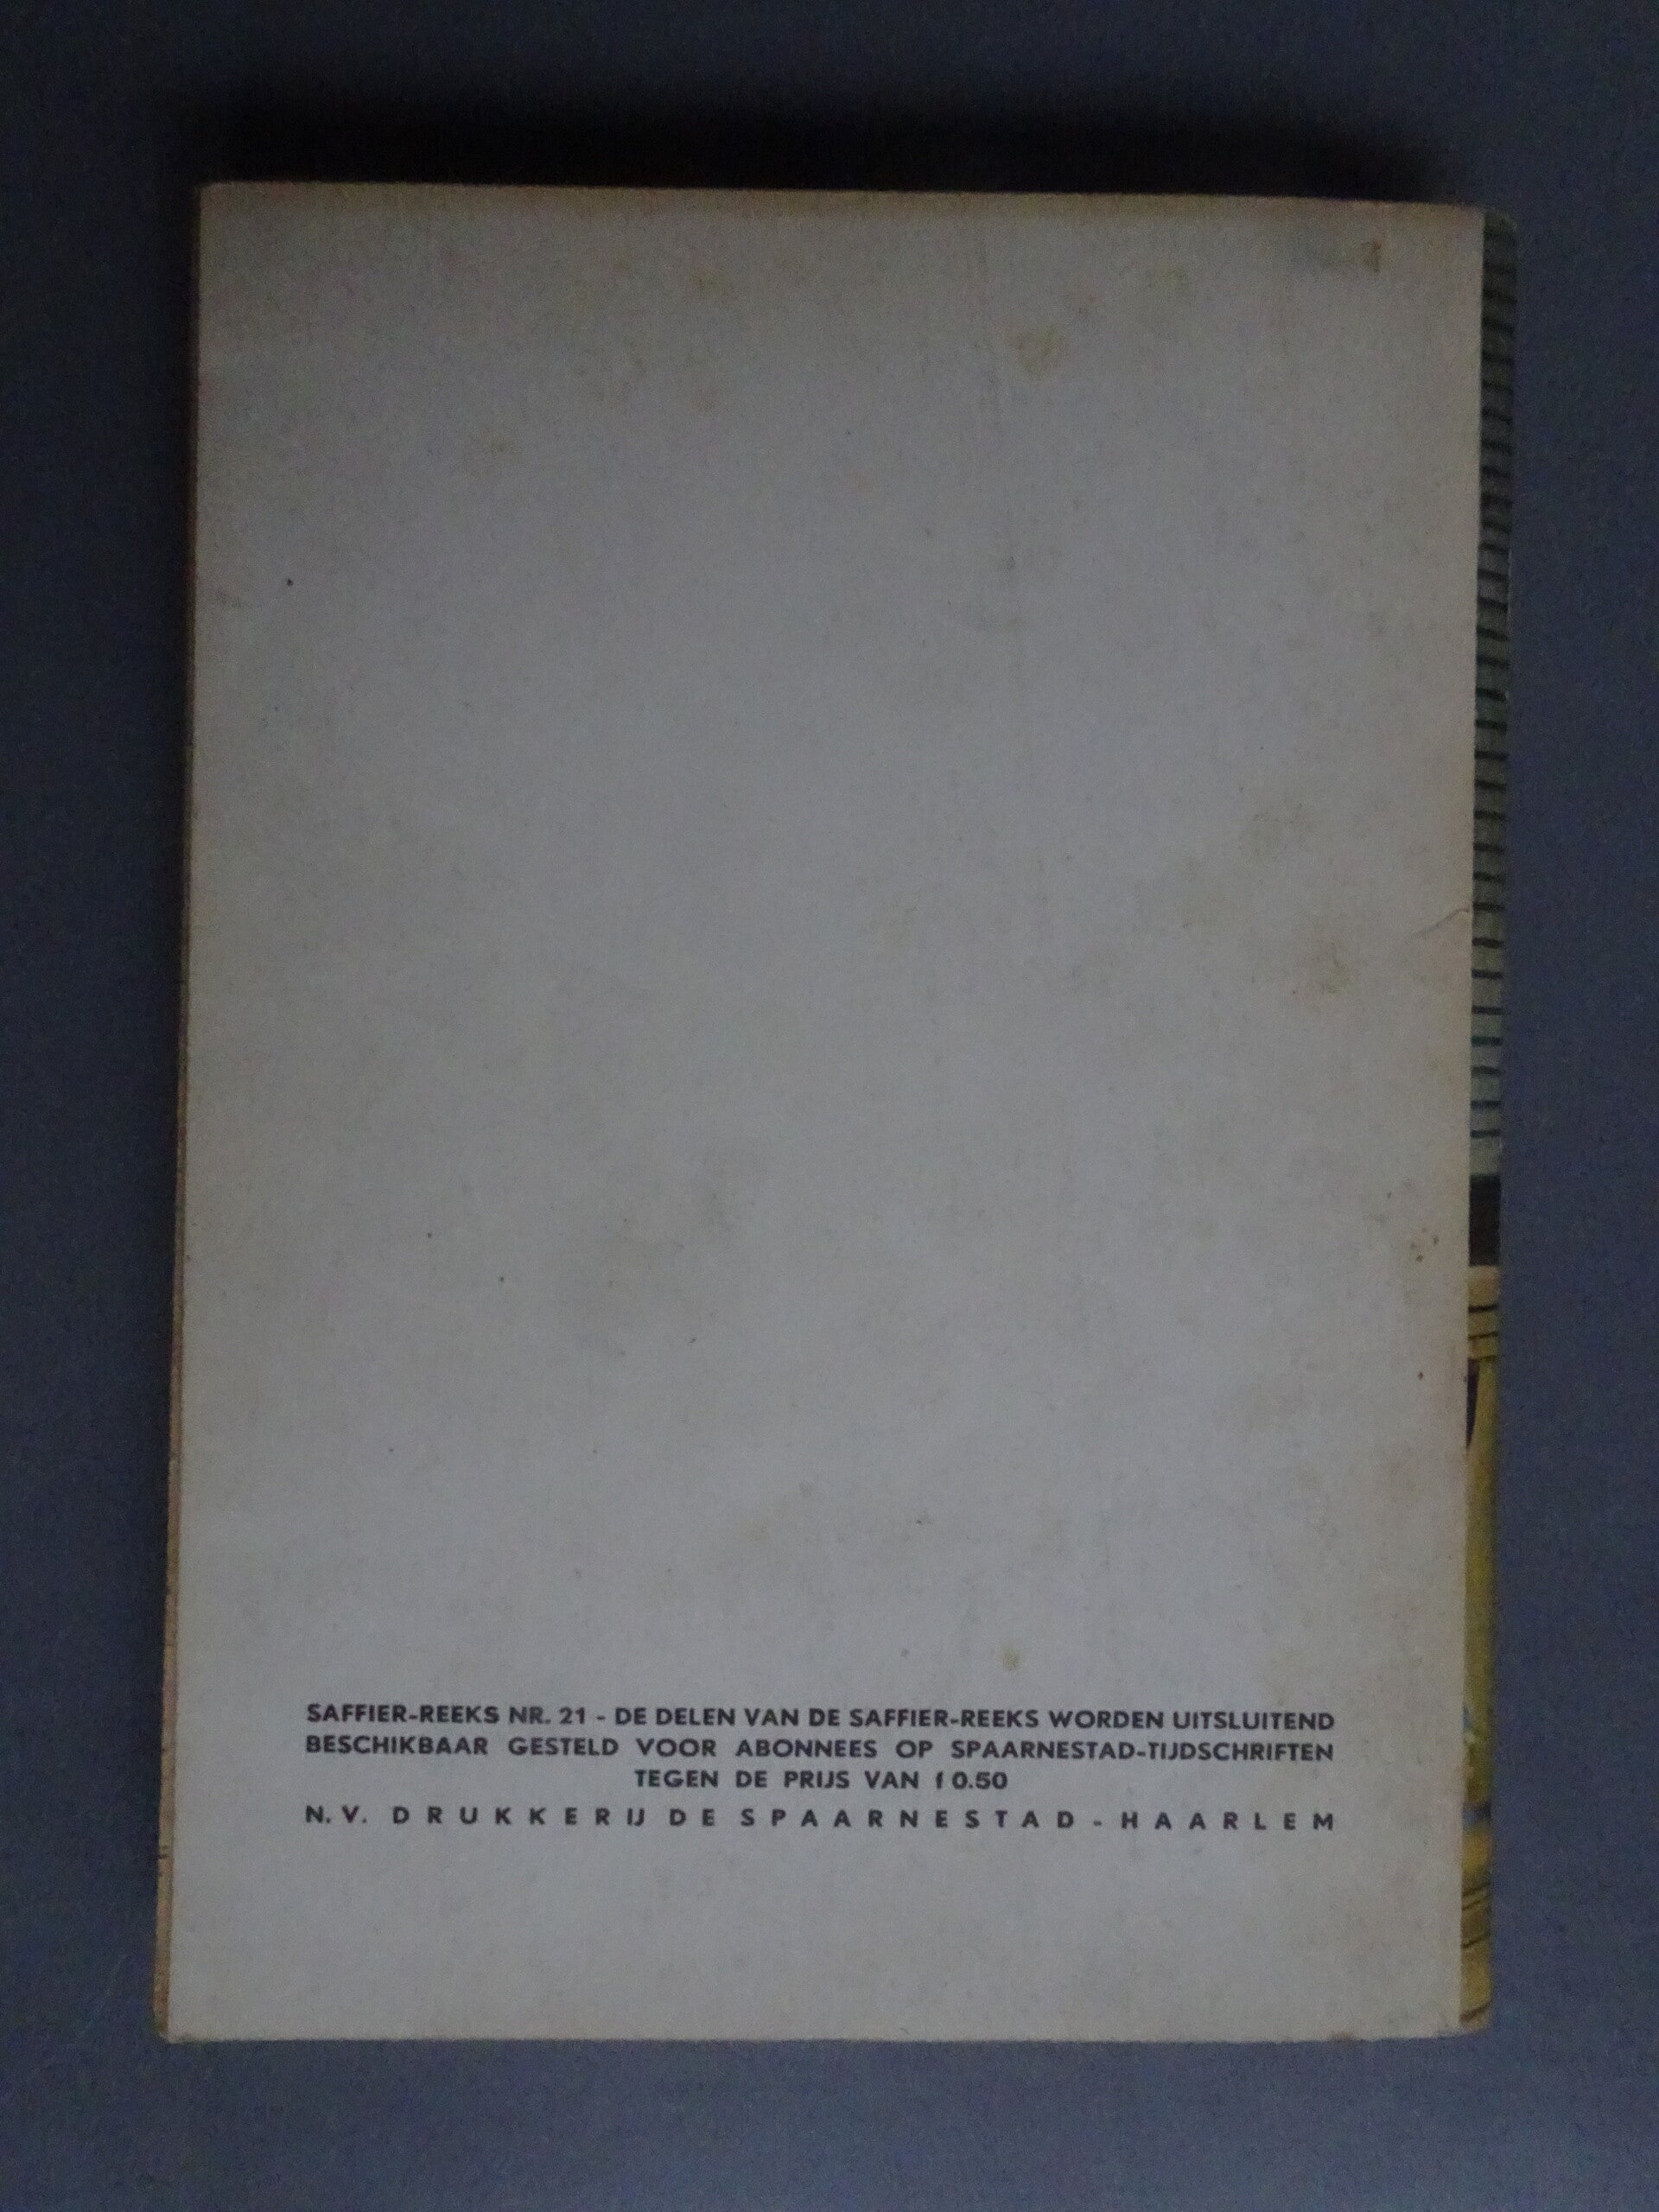 SAFFIER-REEKS NR. 21 - DE DELEN VAN DE SAFFIER-REEKS WORDEN UITSLUITEND
BESCHIKBAAR GESTELD VOOR ABONNEES OP SPAARNESTAD-TIJDSCHRIFTEN
TEGEN DE PRIJS VAN f 0.50
N.V. DRUKKERIJ DE SPAARNESTAD - HAARLEM